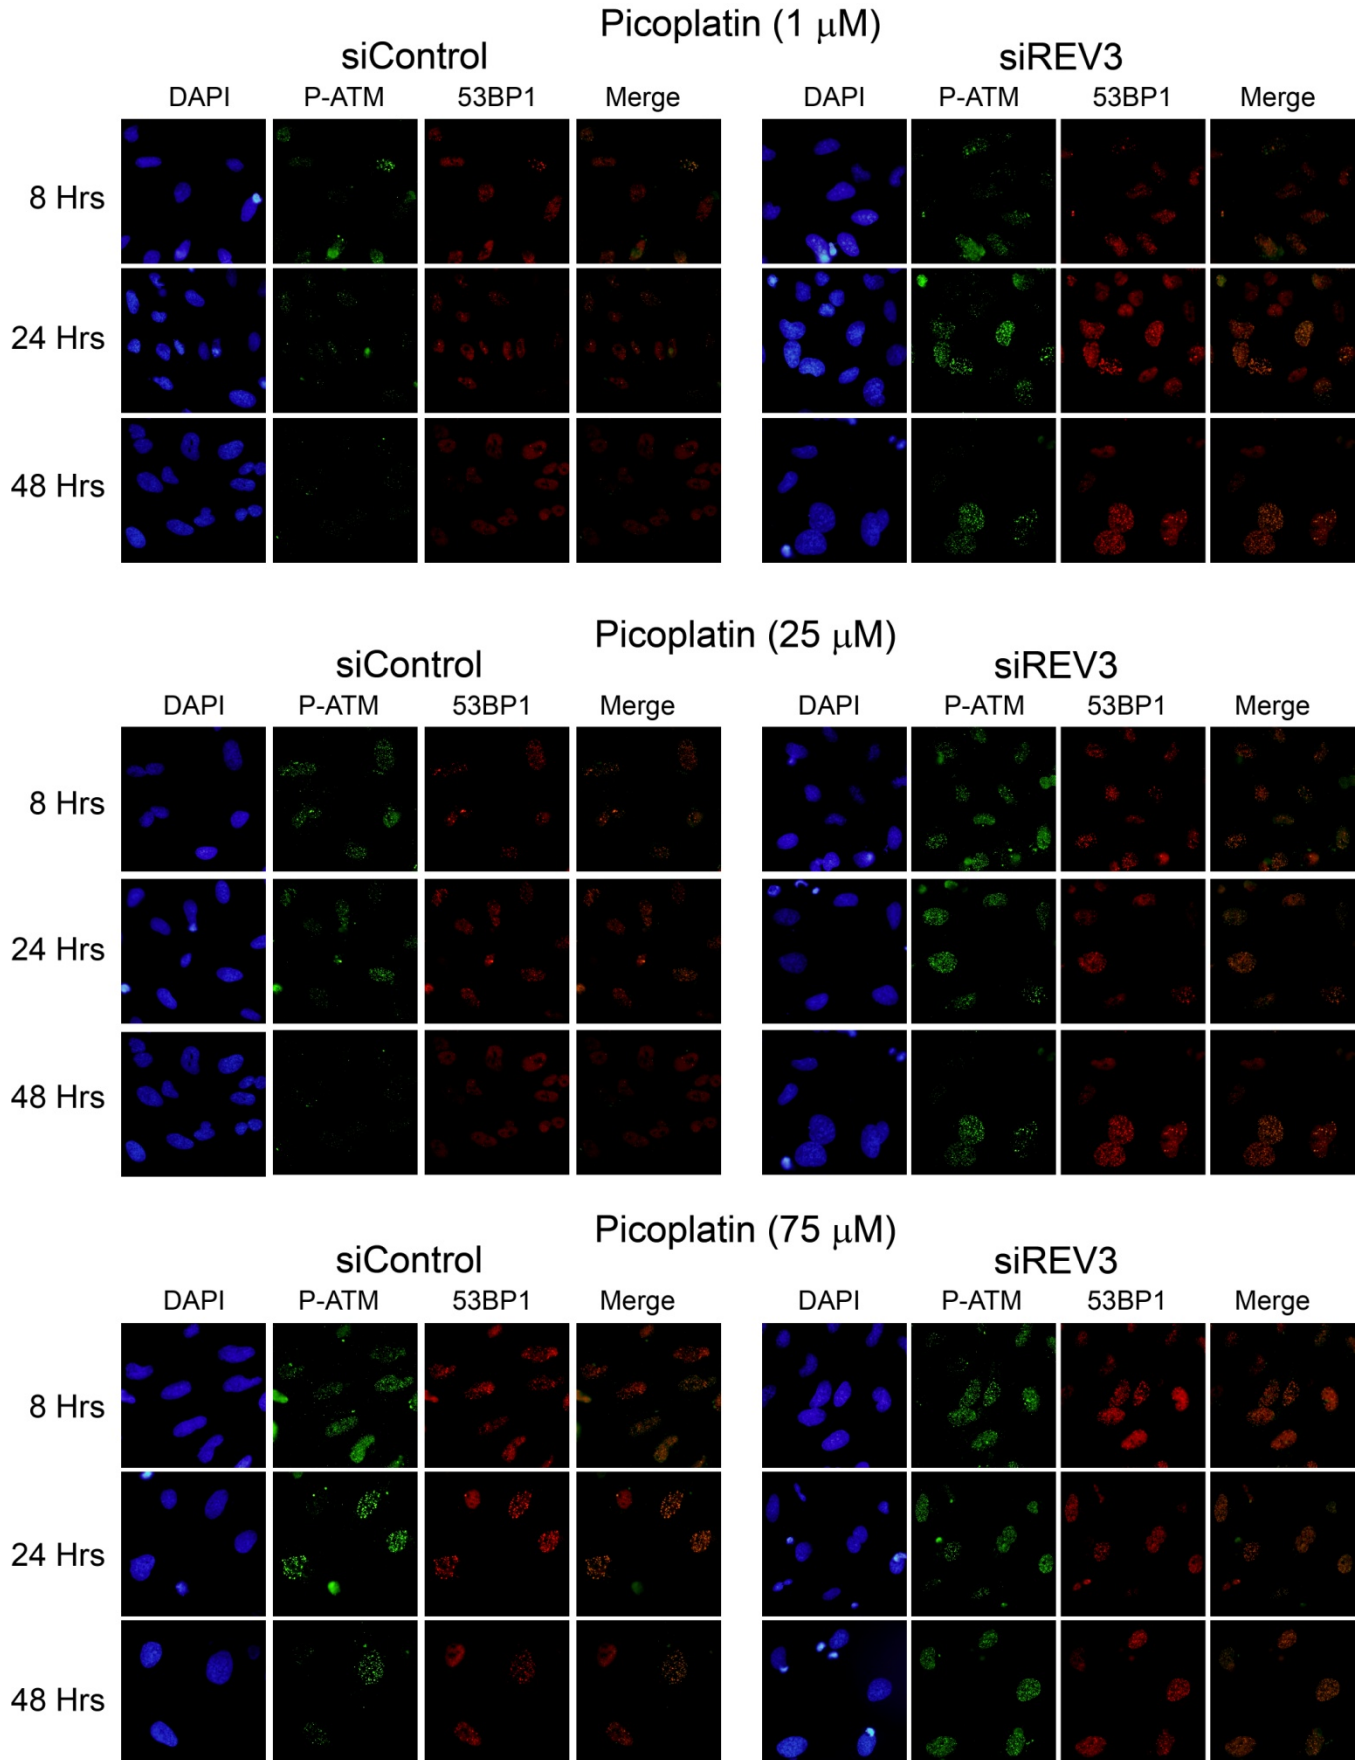 Picoplatin (1 μM)
siControl siREV3
DAPI P-ATM 53BP1 Merge DAPI P-ATM 53BP1 Merge
8 Hrs
24 Hrs
48 Hrs
Picoplatin (25 μM)
siControl siREV3
DAPI P-ATM 53BP1 Merge DAPI P-ATM 53BP1 Merge
8 Hrs
24 Hrs
48 Hrs
Picoplatin (75 μM)
siControl siREV3
DAPI P-ATM 53BP1 Merge DAPI P-ATM 53BP1 Merge
8 Hrs
24 Hrs
48 Hrs